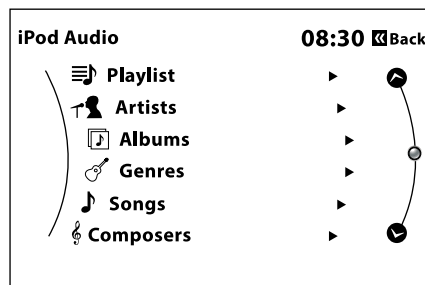 iPod Audio 08:30 Back
Playlist
Artists
Albums
Genres
Songs
Composers